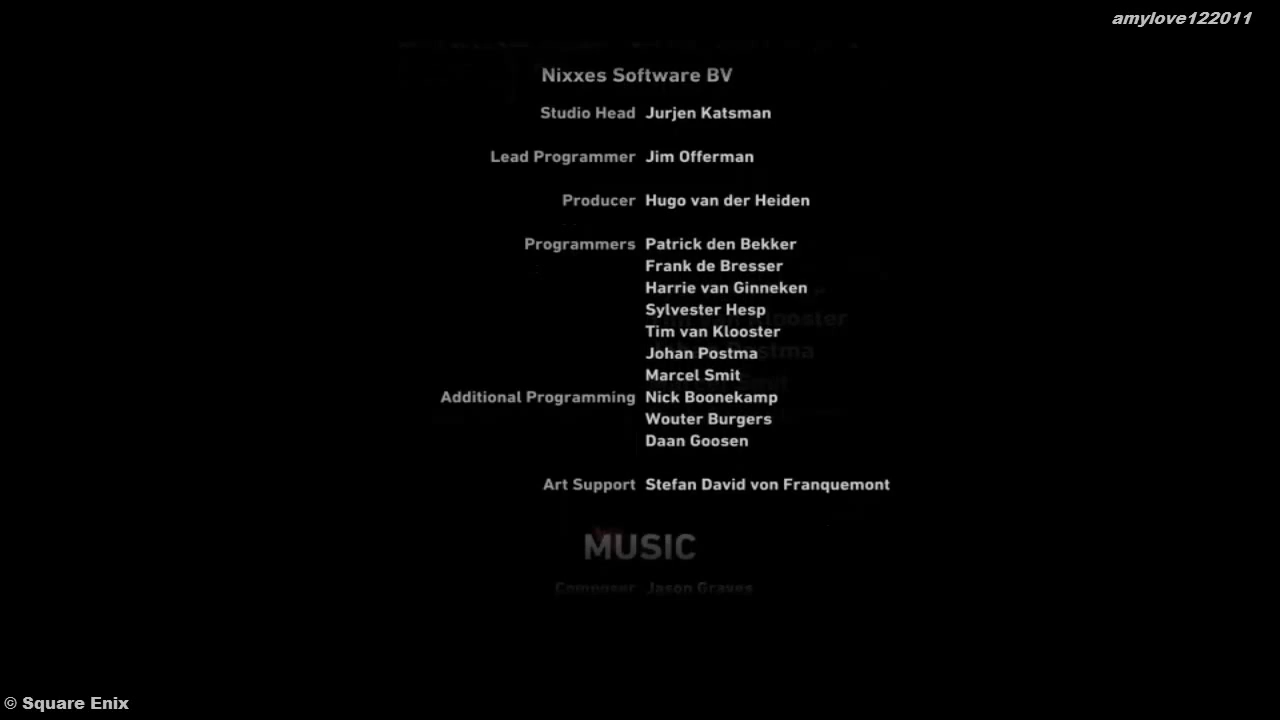 amylove122011
Nixxes Software BV
Studio Head Jurjen Katsman
Lead Programmer Jim Offerman
Producer Hugo van der Heiden
Programmers Patrick den Bekker
Frank de Bresser
Harrie van Ginneken
Sylvester Hesp
Tim van Klooster
Johan Postma
Marcel Smit
Additional Programming Nick Boonekamp
Wouter Burgers
Daan Goosen
Art Support Stefan David von Franquemont
MUSIC
Composer Jason Graves
© Square Enix